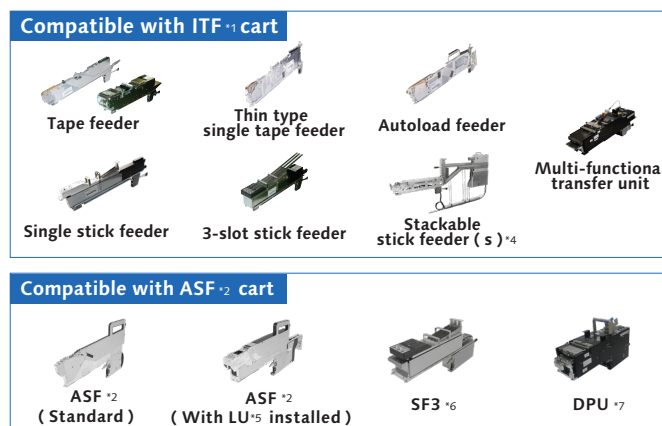 Compatible with ITF *1 cart
Tape feeder
Thin type
single tape feeder
Autoload feeder
Multi-functiona
transfer unit
Single stick feeder
3-slot stick feeder
Stackable
stick feeder ( s ) *4
Compatible with ASF *2 cart
ASF *2
( Standard )
ASF *2
( With LU*5 installed )
SF3 *6
DPU *7